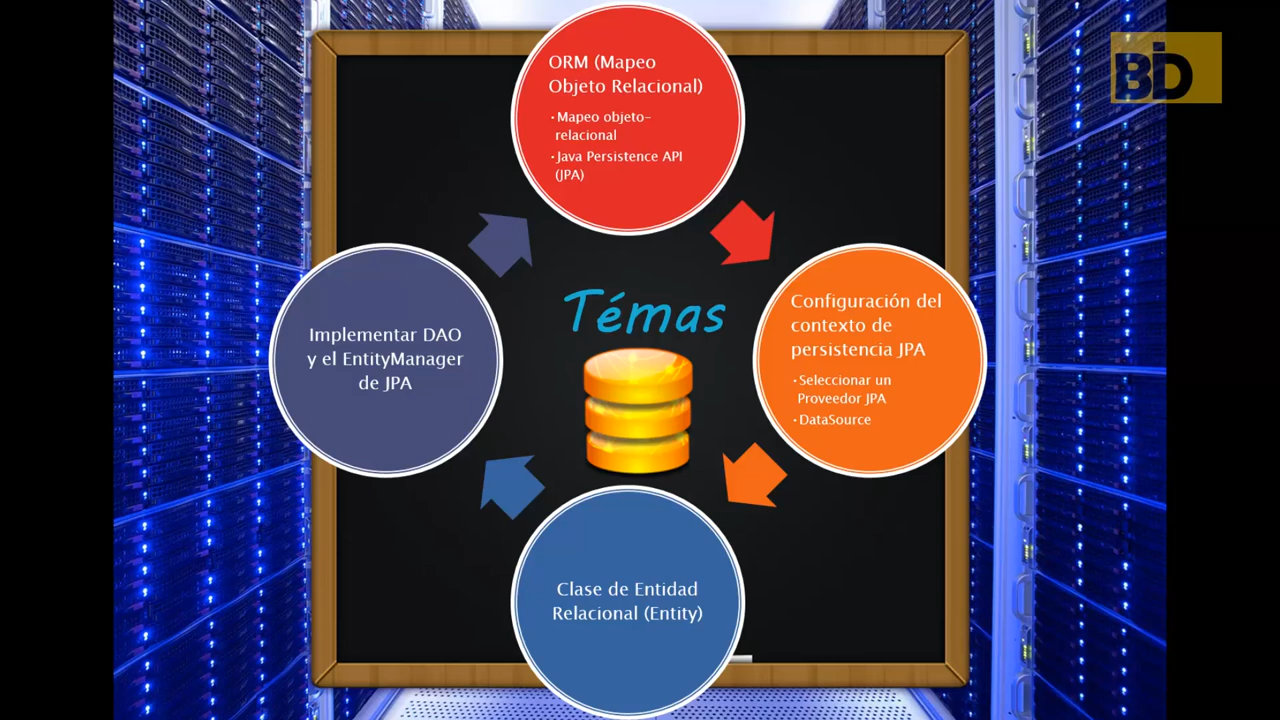 ORM (Mapeo
Objeto Relacional)
•Mapeo objeto-
relacional
•Java Persistence API
(JPA)
BID
Configuración del
contexto de
persistencia JPA
•Seleccionar un
Proveedor JPA
•DataSource
Témas
Implementar DAO
y el EntityManager
de JPA
Clase de Entidad
Relacional (Entity)